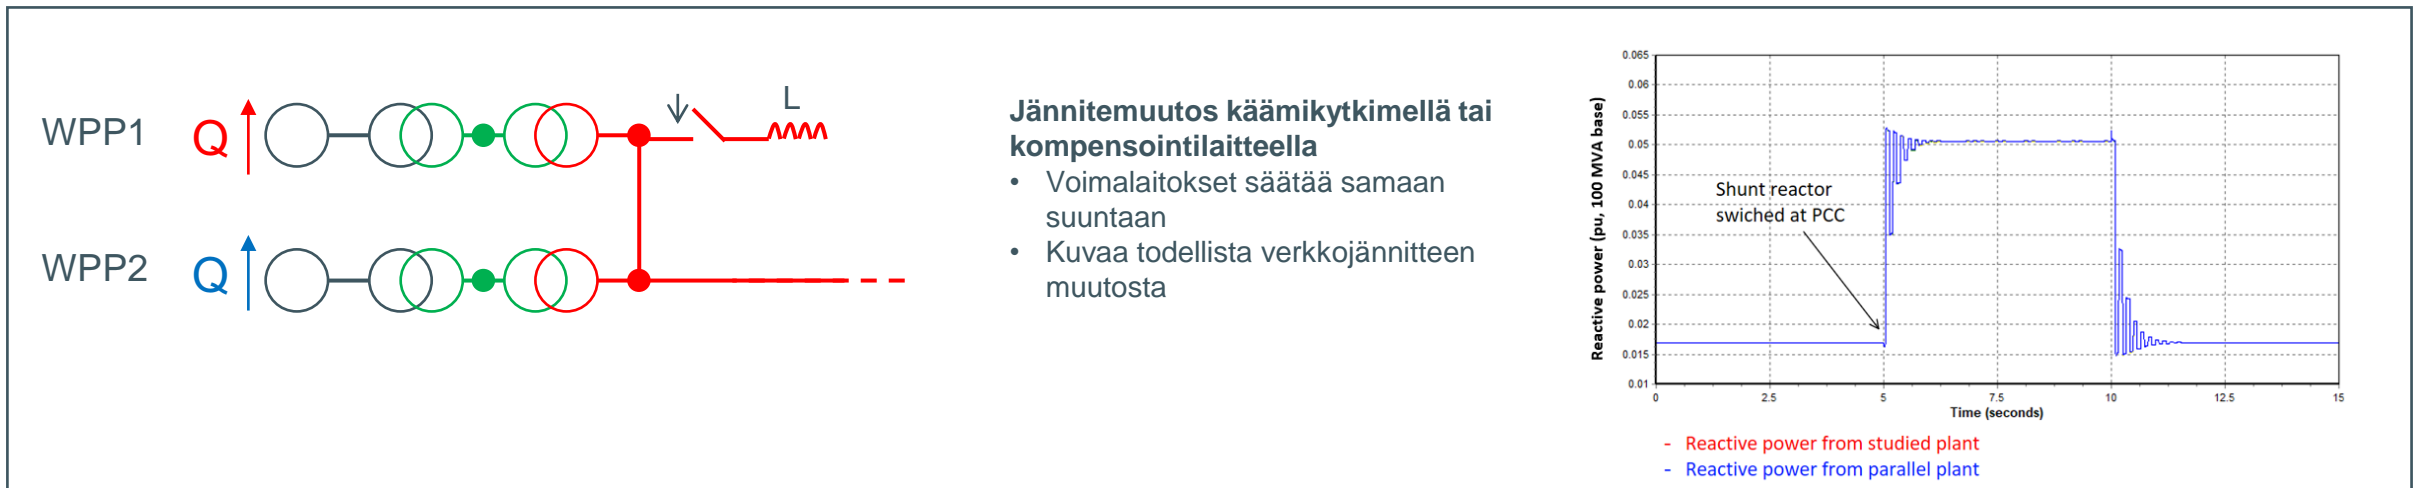 WPP1
Q
L
WPP2
Q
Jännitemuutos käämikytkimellä tai
kompensointilaitteella
• Voimalaitokset säätää samaan
suuntaan
• Kuvaa todellista verkkojännitteen
muutosta
Reactive power (pu, 100 MVA base)
0.065
0.06
0.055
0.05
0.045
0.04
0.035
0.03
0.025
0.02
0.015
0.01
Shunt reactor
swiched at PCC
0 2.5 5 7.5 10 12.5 15
Time (seconds)
- Reactive power from studied plant
- Reactive power from parallel plant